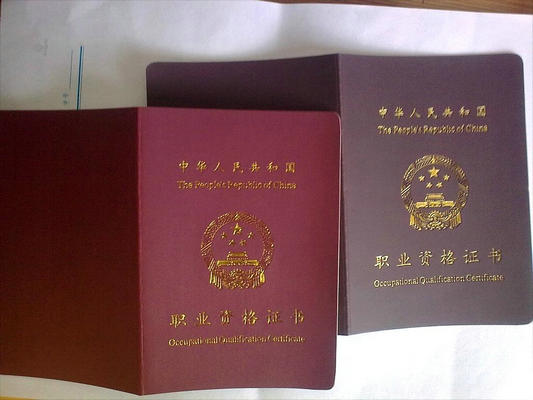 中华人民共和国
The People's Republic of China
职业资格证书
Occupational Qualification Certificate
中华人民共和国
The People's Republic of China
职业资格证书
Occupational Qualification Certificate